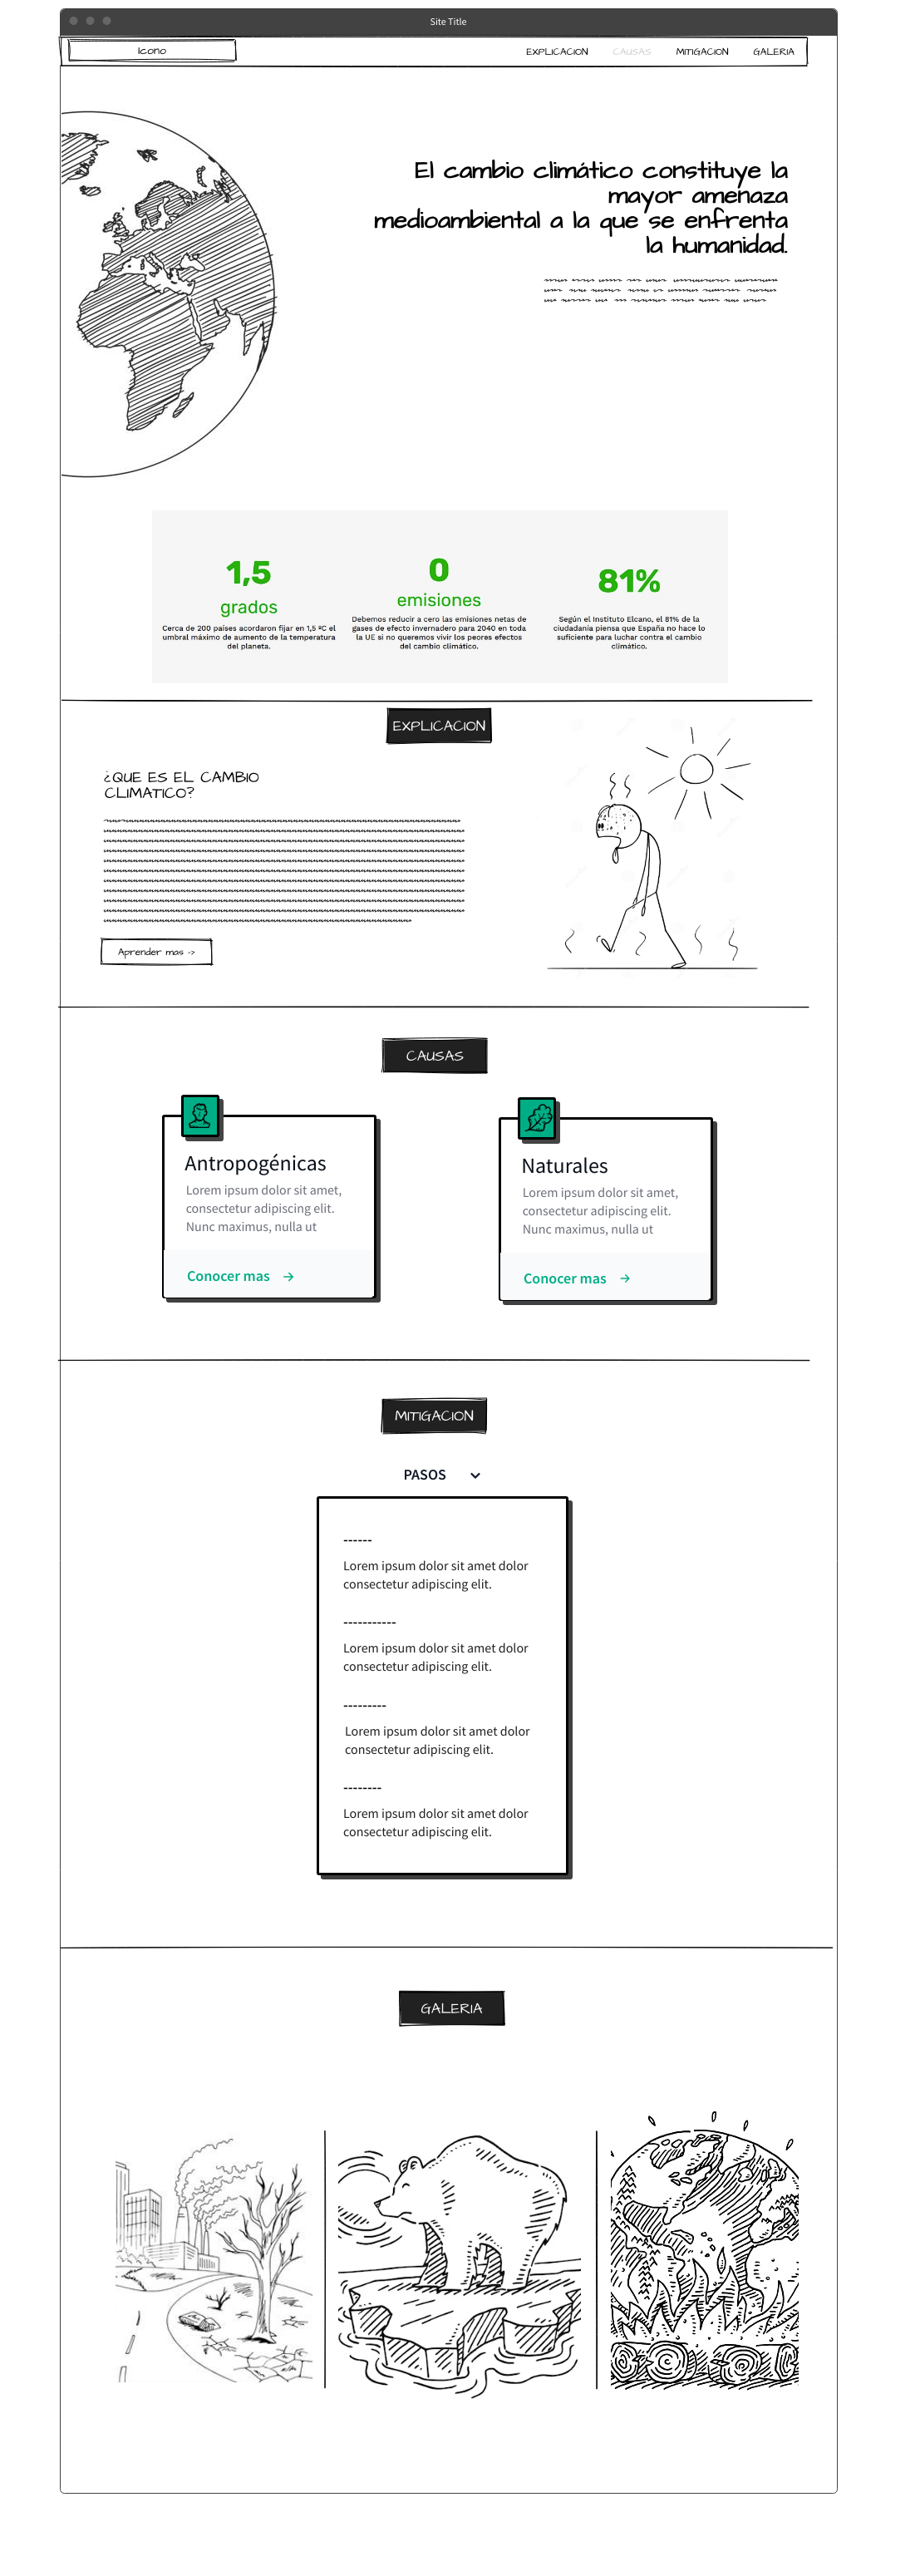 Site Title
Icono
EXPLICACION CAUSAS MITIGACION GALERIA
El cambio climático constituye la
mayor amenaza
medioambiental a la que se enfrenta
la humanidad.
1,5
grados
Cerca de 200 países acordaron fijar en 1,5 ºC el
umbral máximo de aumento de la temperatura
del planeta.
0
emisiones
Debemos reducir a cero las emisiones netas de
gases de efecto invernadero para 2040 en toda
la UE si no queremos vivir los peores efectos
del cambio climático.
81%
Según el Instituto Elcano, el 81% de la
ciudadanía piensa que España no hace lo
suficiente para luchar contra el cambio
climático.
EXPLICACION
¿QUE ES EL CAMBIO
CLIMATICO?
Aprender mas ->
CAUSAS
Antropogénicas
Lorem ipsum dolor sit amet,
consectetur adipiscing elit.
Nunc maximus, nulla ut
Conocer mas →
Naturales
Lorem ipsum dolor sit amet,
consectetur adipiscing elit.
Nunc maximus, nulla ut
Conocer mas →
MITIGACION
PASOS
------
Lorem ipsum dolor sit amet dolor
consectetur adipiscing elit.
-----------
Lorem ipsum dolor sit amet dolor
consectetur adipiscing elit.
---------
Lorem ipsum dolor sit amet dolor
consectetur adipiscing elit.
--------
Lorem ipsum dolor sit amet dolor
consectetur adipiscing elit.
GALERIA